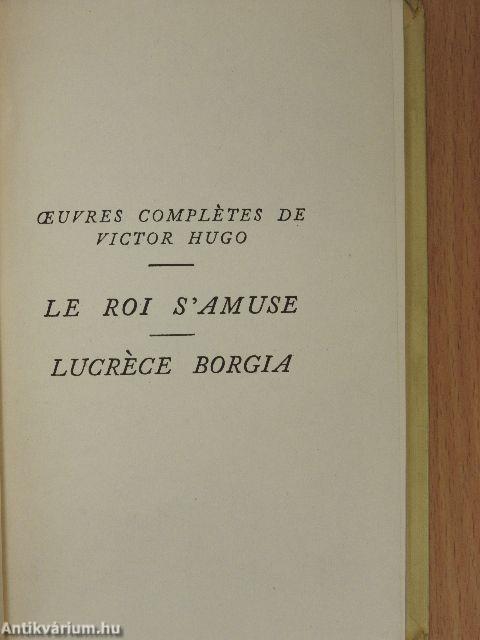 ŒUVRES COMPLÈTES DE
VICTOR HUGO
LE ROI S'AMUSE
LUCRÈCE BORGIA
Antikvárium.hu